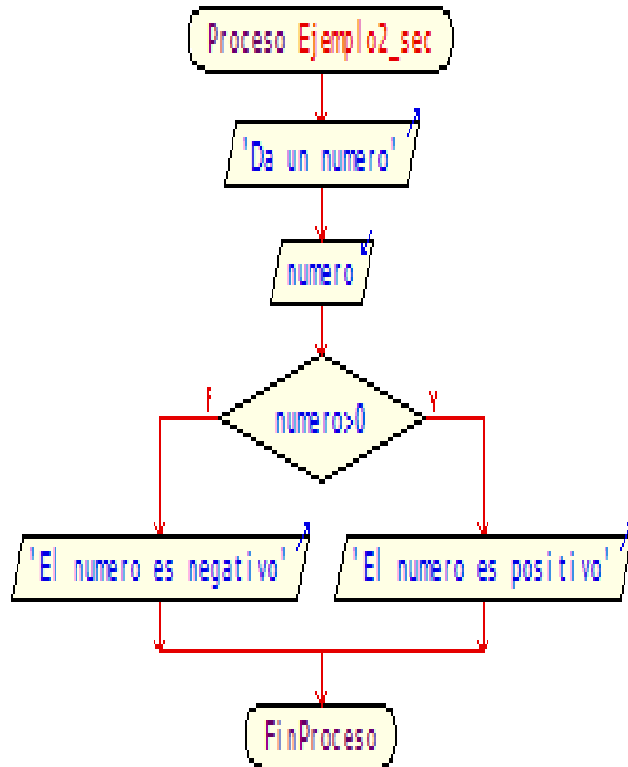 Proceso Ejemplo2_sec
'Da un numero'
numero
numero>0
F
V
'El numero es negativo'
'El numero es positivo'
FinProceso